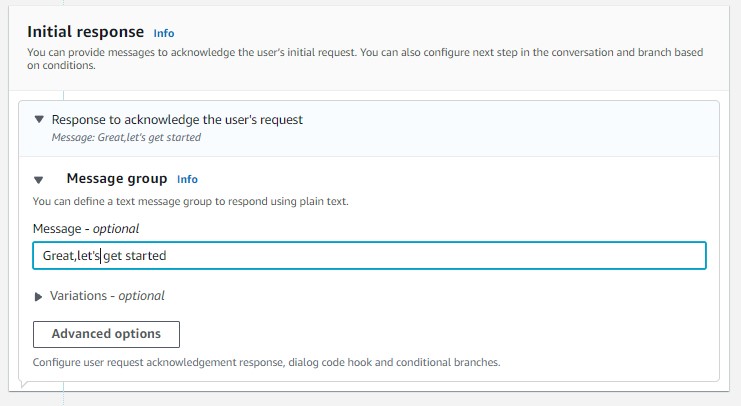 Initial response Info
You can provide messages to acknowledge the user's initial request. You can also configure next step in the conversation and branch based
on conditions.
Response to acknowledge the user's request
Message: Great,let's get started
Message group Info
You can define a text message group to respond using plain text.
Message - optional
Great,let's get started
Variations - optional
Advanced options
Configure user request acknowledgement response, dialog code hook and conditional branches.